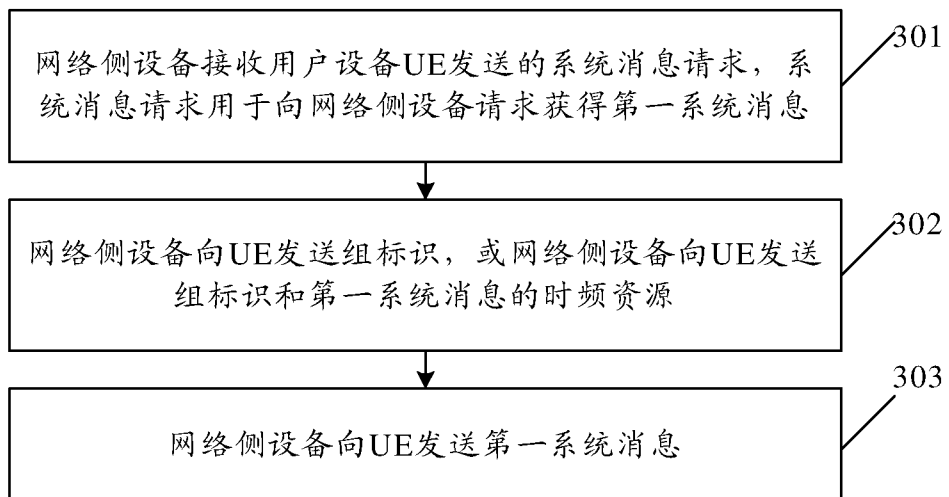 网络侧设备接收用户设备UE发送的系统消息请求，系
统消息请求用于向网络侧设备请求获得第一系统消息
301
网络侧设备向UE发送组标识，或网络侧设备向UE发送
组标识和第一系统消息的时频资源
302
网络侧设备向UE发送第一系统消息
303